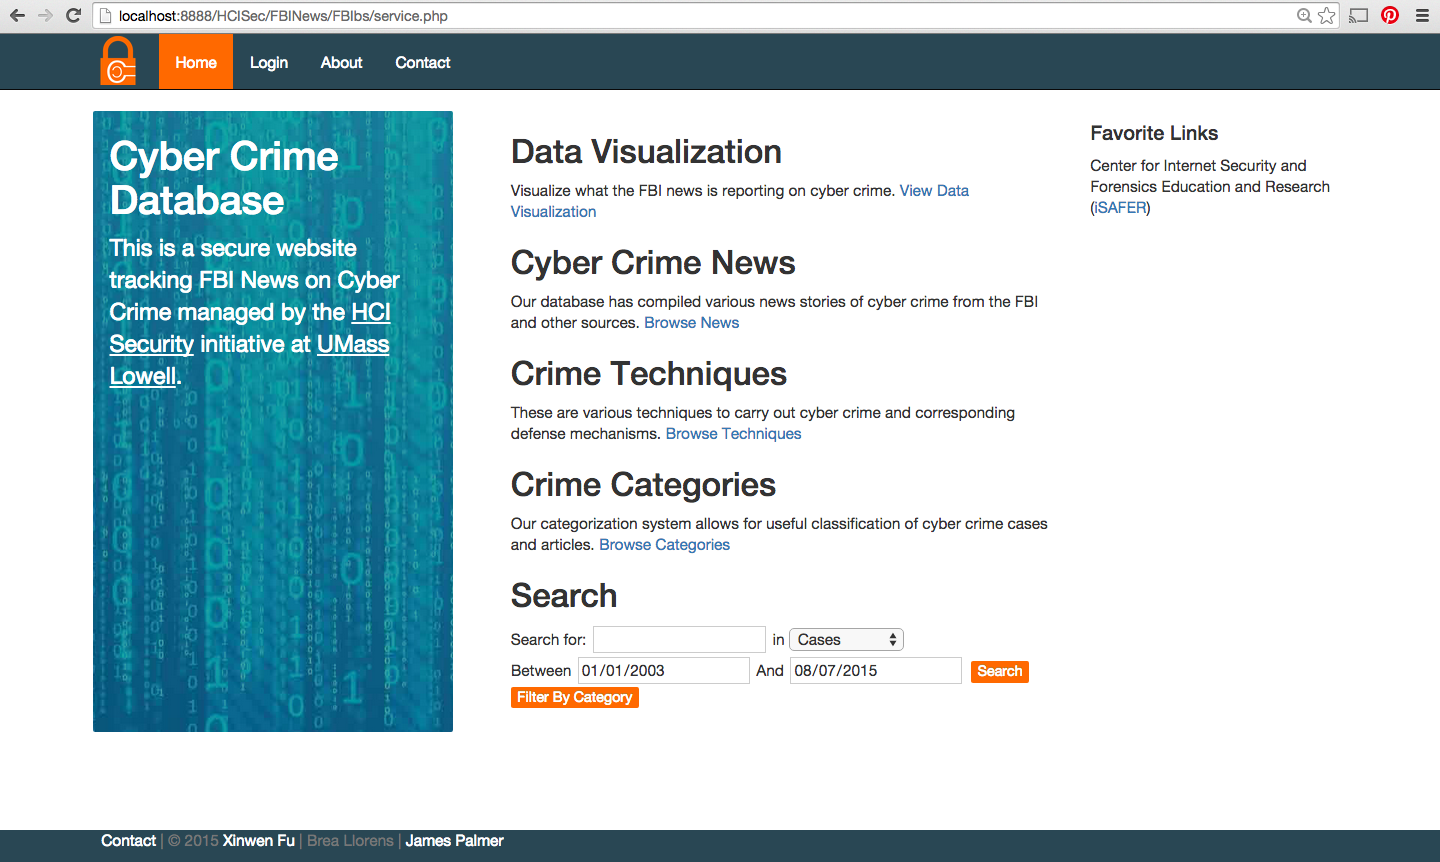 localhost:8888/HCISec/FBINews/FBIbs/service.php
Home Login About Contact
Cyber Crime
Database
This is a secure website
tracking FBI News on Cyber
Crime managed by the HCI
Security initiative at UMass
Lowell.
Data Visualization
Visualize what the FBI news is reporting on cyber crime. View Data
Visualization
Cyber Crime News
Our database has compiled various news stories of cyber crime from the FBI
and other sources. Browse News
Crime Techniques
These are various techniques to carry out cyber crime and corresponding
defense mechanisms. Browse Techniques
Crime Categories
Our categorization system allows for useful classification of cyber crime cases
and articles. Browse Categories
Search
Search for: in Cases
Between 01/01/2003 And 08/07/2015 Search
Filter By Category
Favorite Links
Center for Internet Security and
Forensics Education and Research
(iSAFER)
Contact | © 2015 Xinwen Fu | Brea Llorens | James Palmer